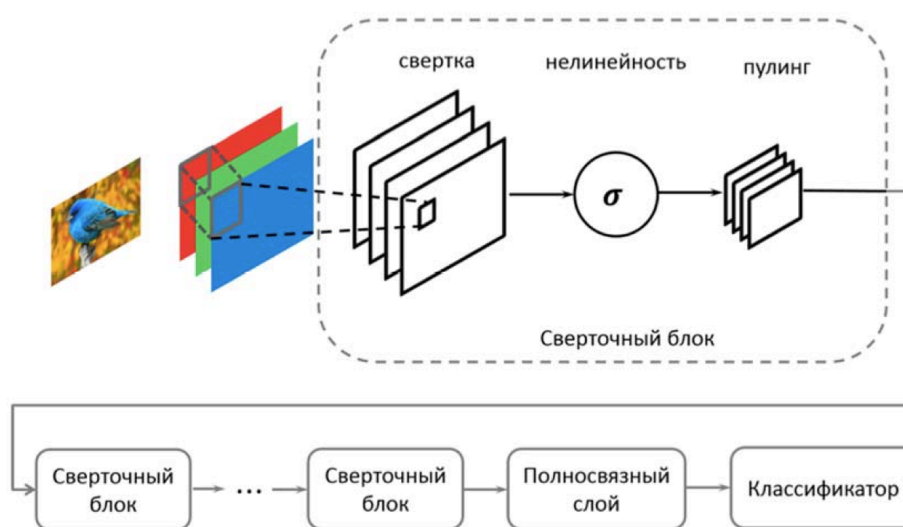 свертка нелинейность пулинг
σ
Сверточный блок
Сверточный
блок
...
Сверточный
блок
Полносвязный
слой
Классификатор